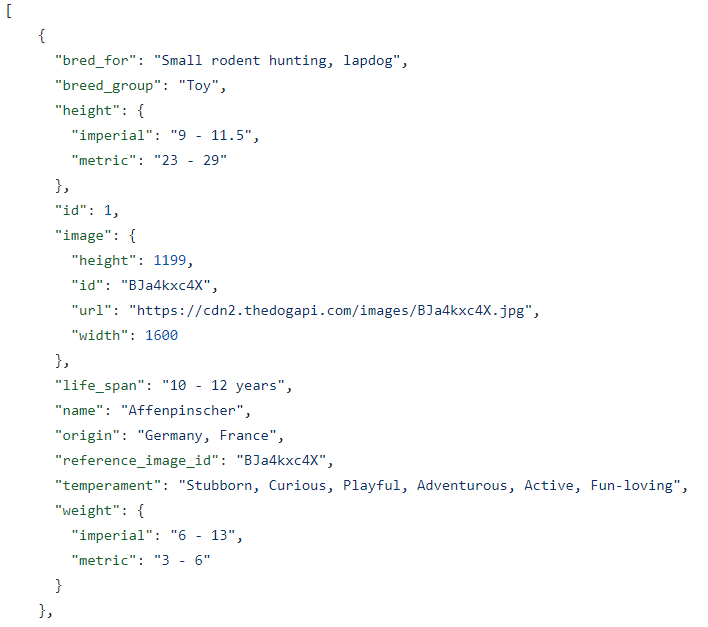 [
    {
      "bred_for": "Small rodent hunting, lapdog",
      "breed_group": "Toy",
      "height": {
        "imperial": "9 - 11.5",
        "metric": "23 - 29"
      },
      "id": 1,
      "image": {
        "height": 1199,
        "id": "BJa4kxc4X",
        "url": "https://cdn2.thedogapi.com/images/BJa4kxc4X.jpg",
        "width": 1600
      },
      "life_span": "10 - 12 years",
      "name": "Affenpinscher",
      "origin": "Germany, France",
      "reference_image_id": "BJa4kxc4X",
      "temperament": "Stubborn, Curious, Playful, Adventurous, Active, Fun-loving",
      "weight": {
        "imperial": "6 - 13",
        "metric": "3 - 6"
      }
    },